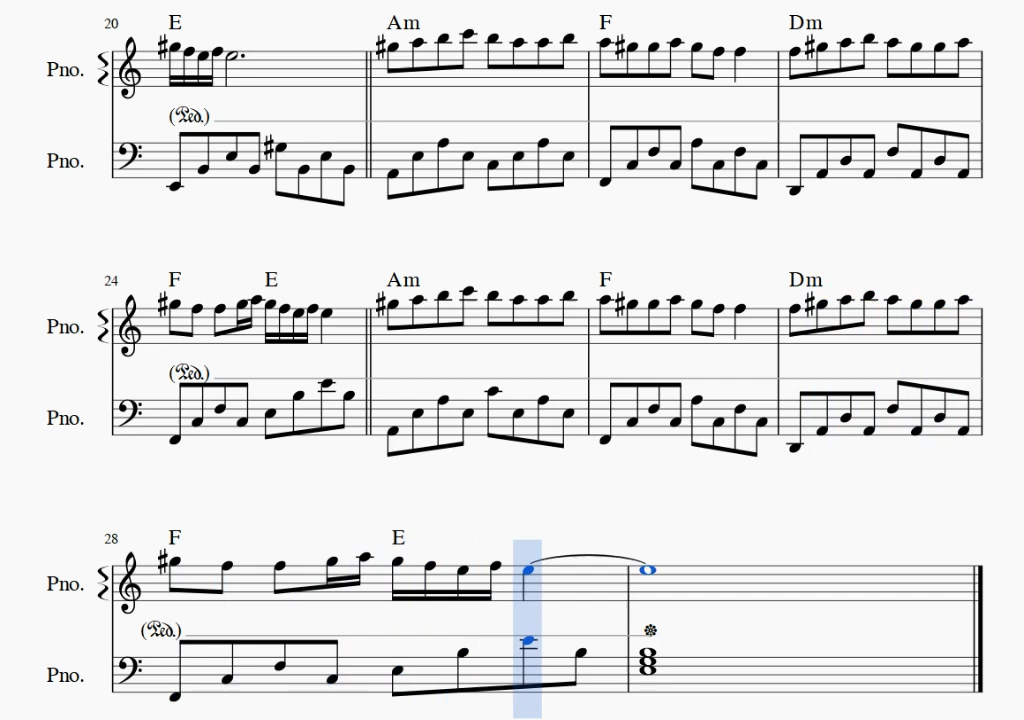 20 E Am F Dm
Pno.
(Ped.)
Pno.
24 F E Am F Dm
Pno.
(Ped.)
Pno.
28 F E
Pno.
(Ped.)
Pno.